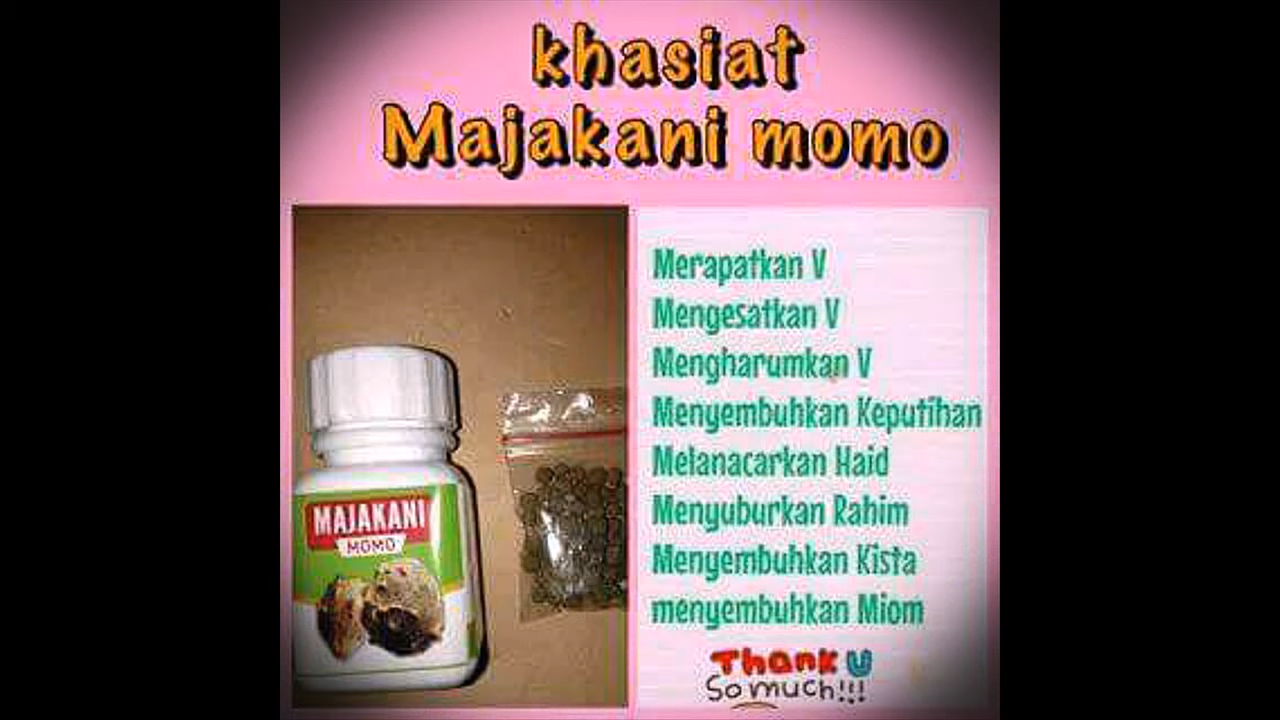 khasiat
Majakani momo
MAJAKANI
MOMO
Merapatkan V
Mengesatkan V
Mengharumkan V
Menyembuhkan Keputihan
Melanacarkan Haid
Menyuburkan Rahim
Menyembuhkan Kista
menyembuhkan Miom
Thank U
So much!!!